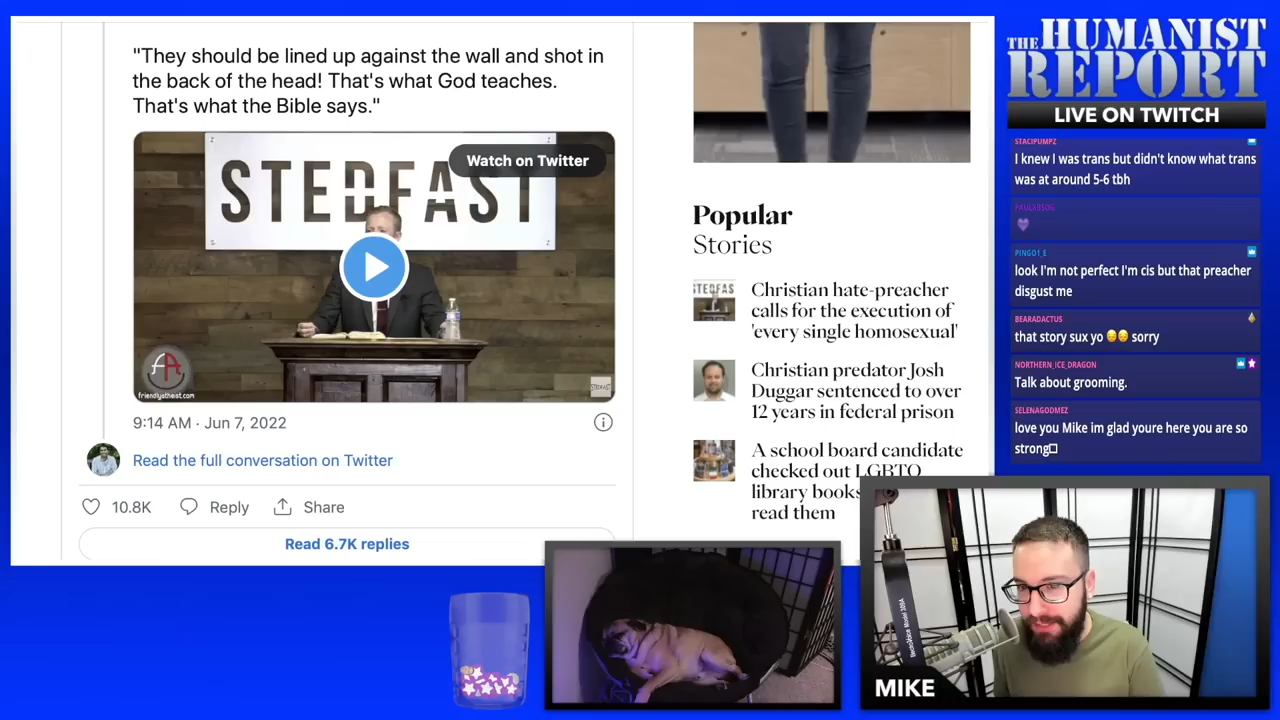 "They should be lined up against the wall and shot in
the back of the head! That's what God teaches.
That's what the Bible says."
STEDFAST
Watch on Twitter
friendlyatheist.com
STEDFAST
9:14 AM · Jun 7, 2022
Read the full conversation on Twitter
10.8K
Reply
Share
Read 6.7K replies
Popular
Stories
STEDFAS
Christian hate-preacher
calls for the execution of
'every single homosexual'
Christian predator Josh
Duggar sentenced to over
12 years in federal prison
A school board candidate
checked out LGBTQ
library books
read them
THE HUMANIST
REPORT
LIVE ON TWITCH
STACIPUMPZ
I knew I was trans but didn't know what trans
was at around 5-6 tbh
PINGO1_E
look I'm not perfect I'm cis but that preacher
disgust me
BEARADACTUS
that story sux yo 😔😔 sorry
NORTHERN_ICE_DRAGON
Talk about grooming.
SELENAGODMEZ
love you Mike im glad youre here you are so
strong□
MIKE